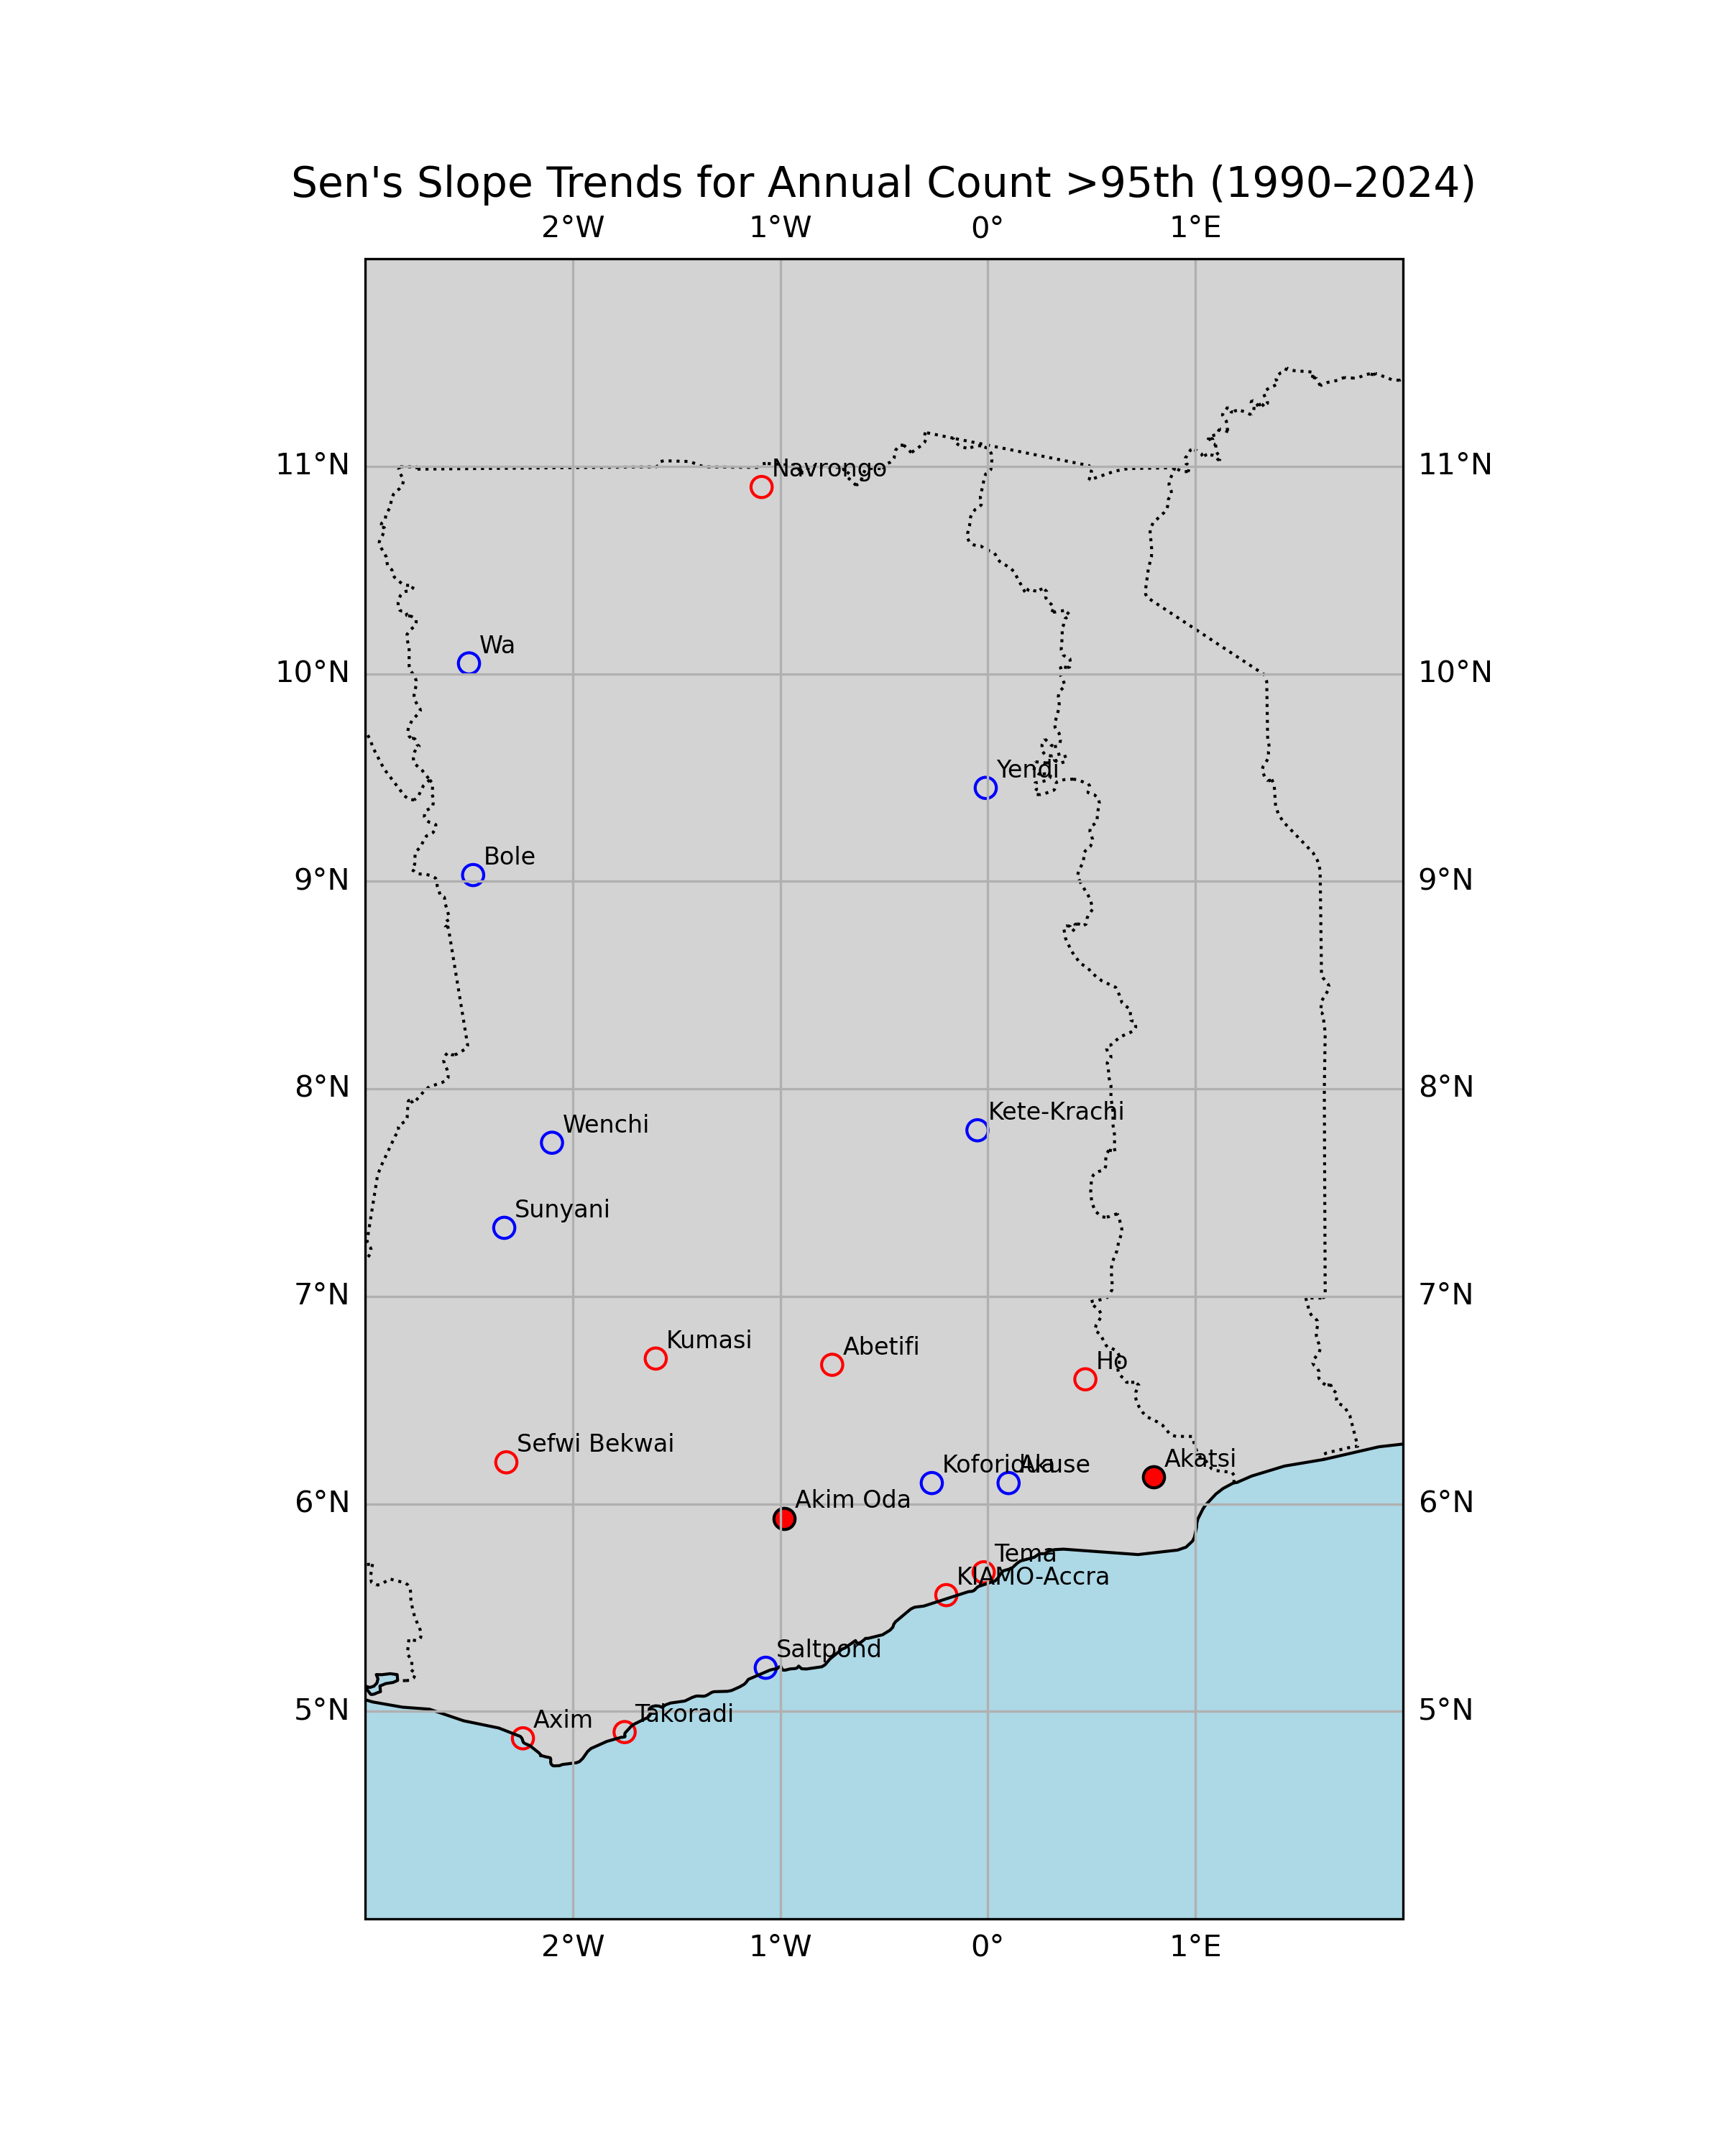 Sen's Slope Trends for Annual Count >95th (1990–2024)
2°W 1°W 0° 1°E
11°N 11°N
Navrongo
Wa
10°N 10°N
Yendi
Bole
9°N 9°N
Kete-Krachi
8°N 8°N
Wenchi
Sunyani
7°N 7°N
Kumasi
Abetifi
Ho
Sefwi Bekwai
Koforidua
Akuse
Akatsi
6°N 6°N
Akim Oda
Tema
KIAMO-Accra
Saltpond
5°N 5°N
Axim
Takoradi
2°W 1°W 0° 1°E